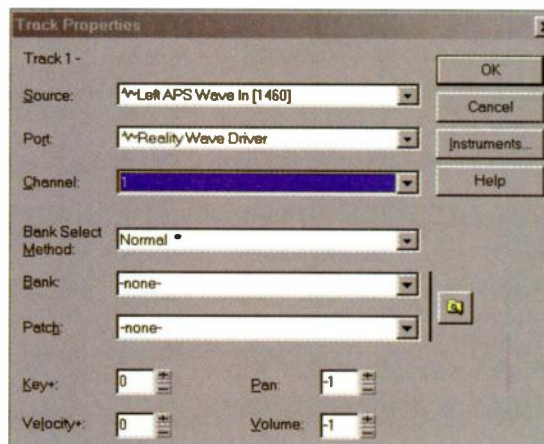 Track Properties
Track 1 -
Source: Left APS Wave In [1460]
Port: Reality Wave Driver
Channel: 1
Bank Select Method: Normal
Bank: -none-
Patch: -none-
Key+: 0 Pan: -1
Velocity+: 0 Volume: -1
OK
Cancel
Instruments...
Help